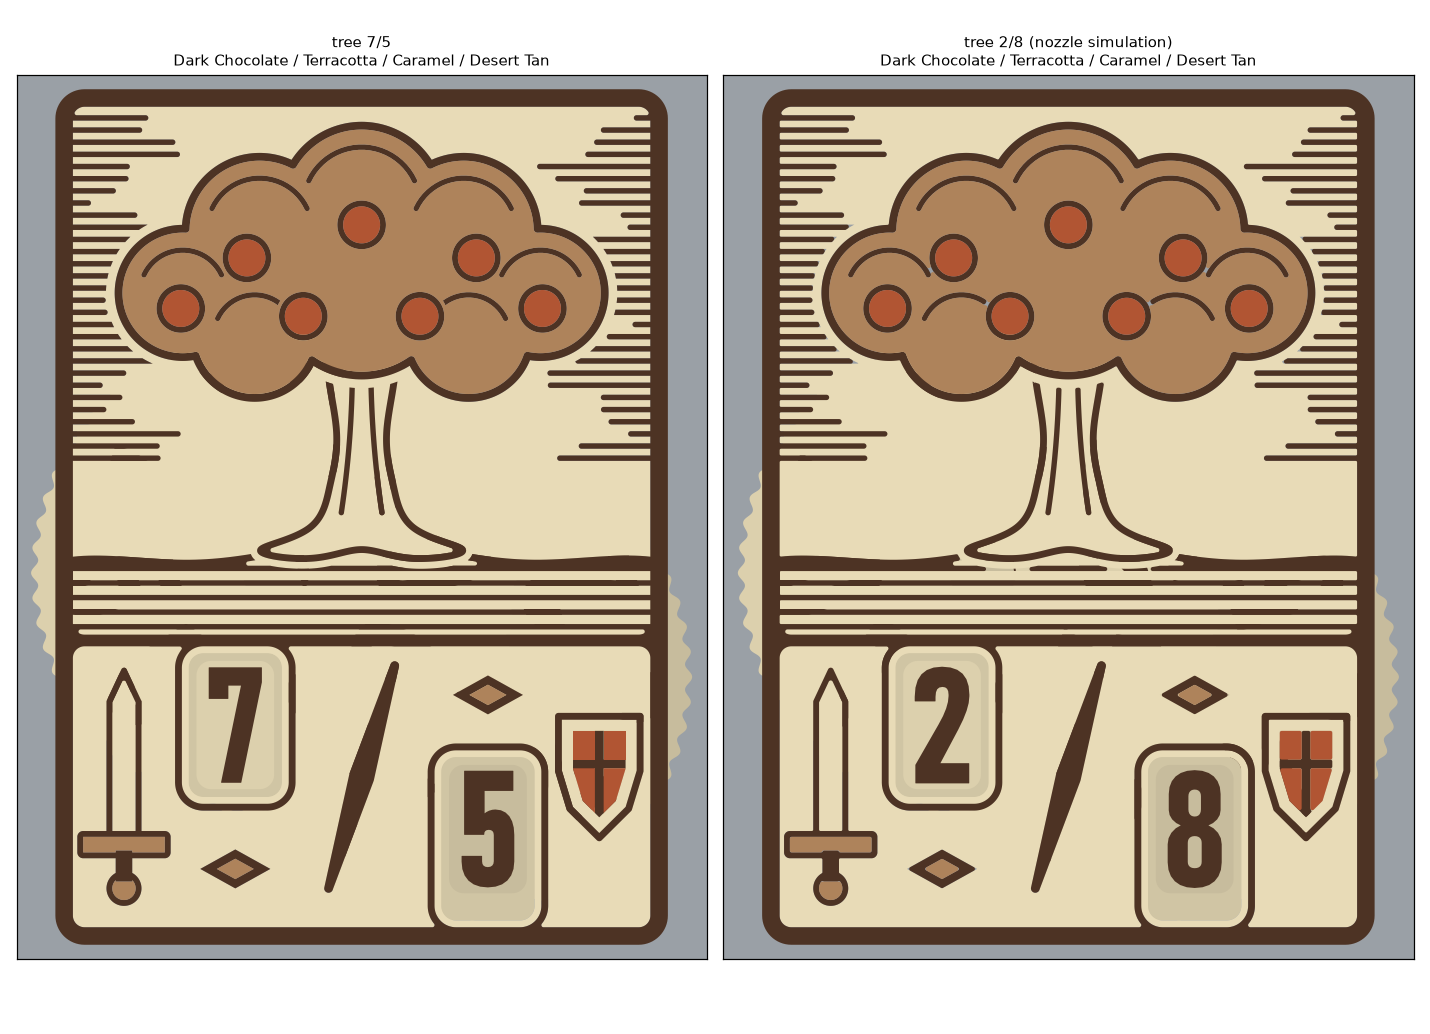 tree 7/5
Dark Chocolate / Terracotta / Caramel / Desert Tan
tree 2/8 (nozzle simulation)
Dark Chocolate / Terracotta / Caramel / Desert Tan
7
5
2
8